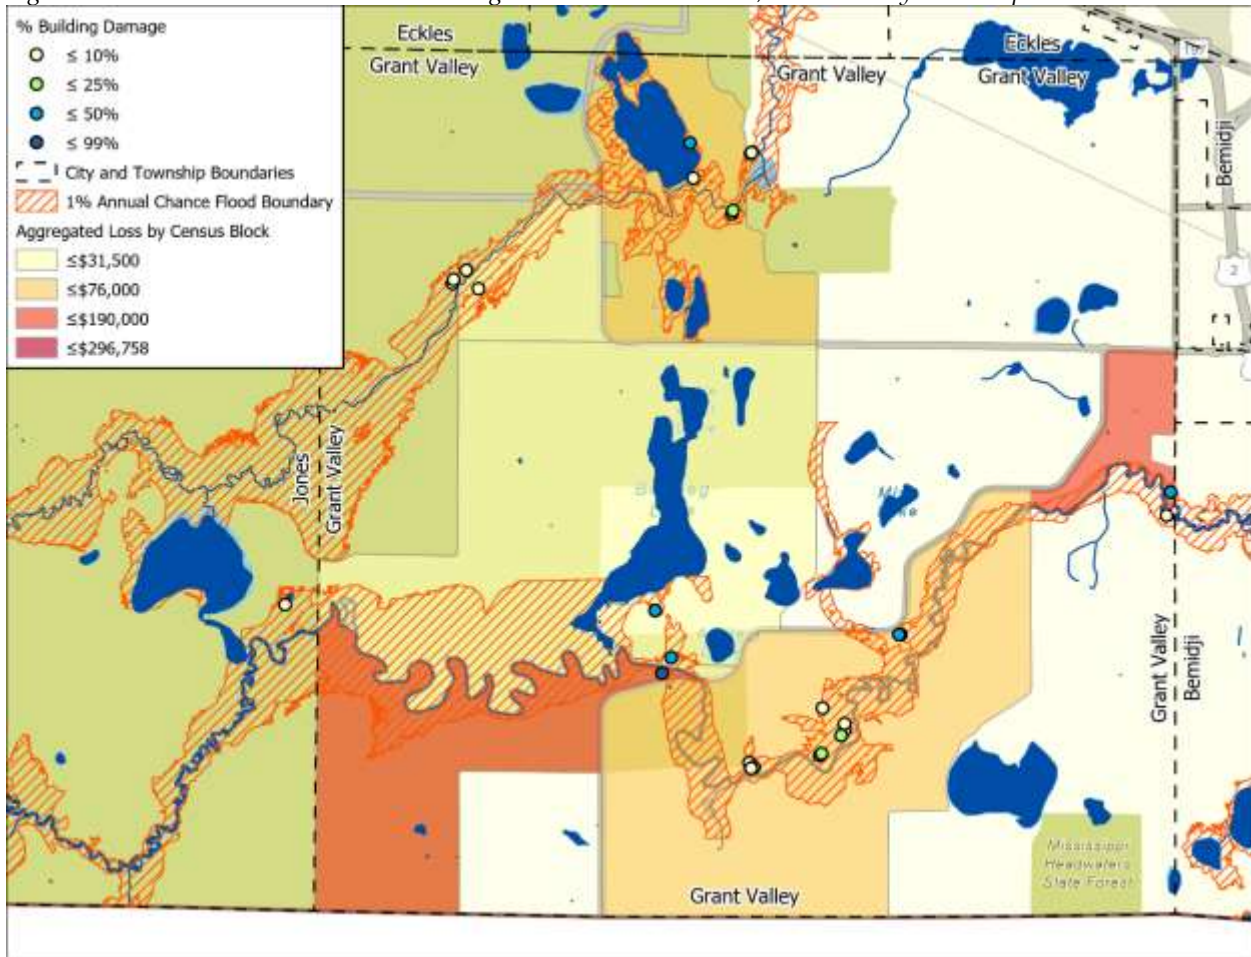 % Building Damage
≤ 10%
≤ 25%
≤ 50%
≤ 99%
City and Township Boundaries
1% Annual Chance Flood Boundary
Aggregated Loss by Census Block
≤$31,500
≤$76,000
≤$190,000
≤$296,758
Eckles
Grant Valley
Grant Valley
Eckles
Grant Valley
Bemidji
2
Jones
Grant Valley
Grant Valley
Bemidji
Mississippi
Headwaters
State Forest
Grant Valley